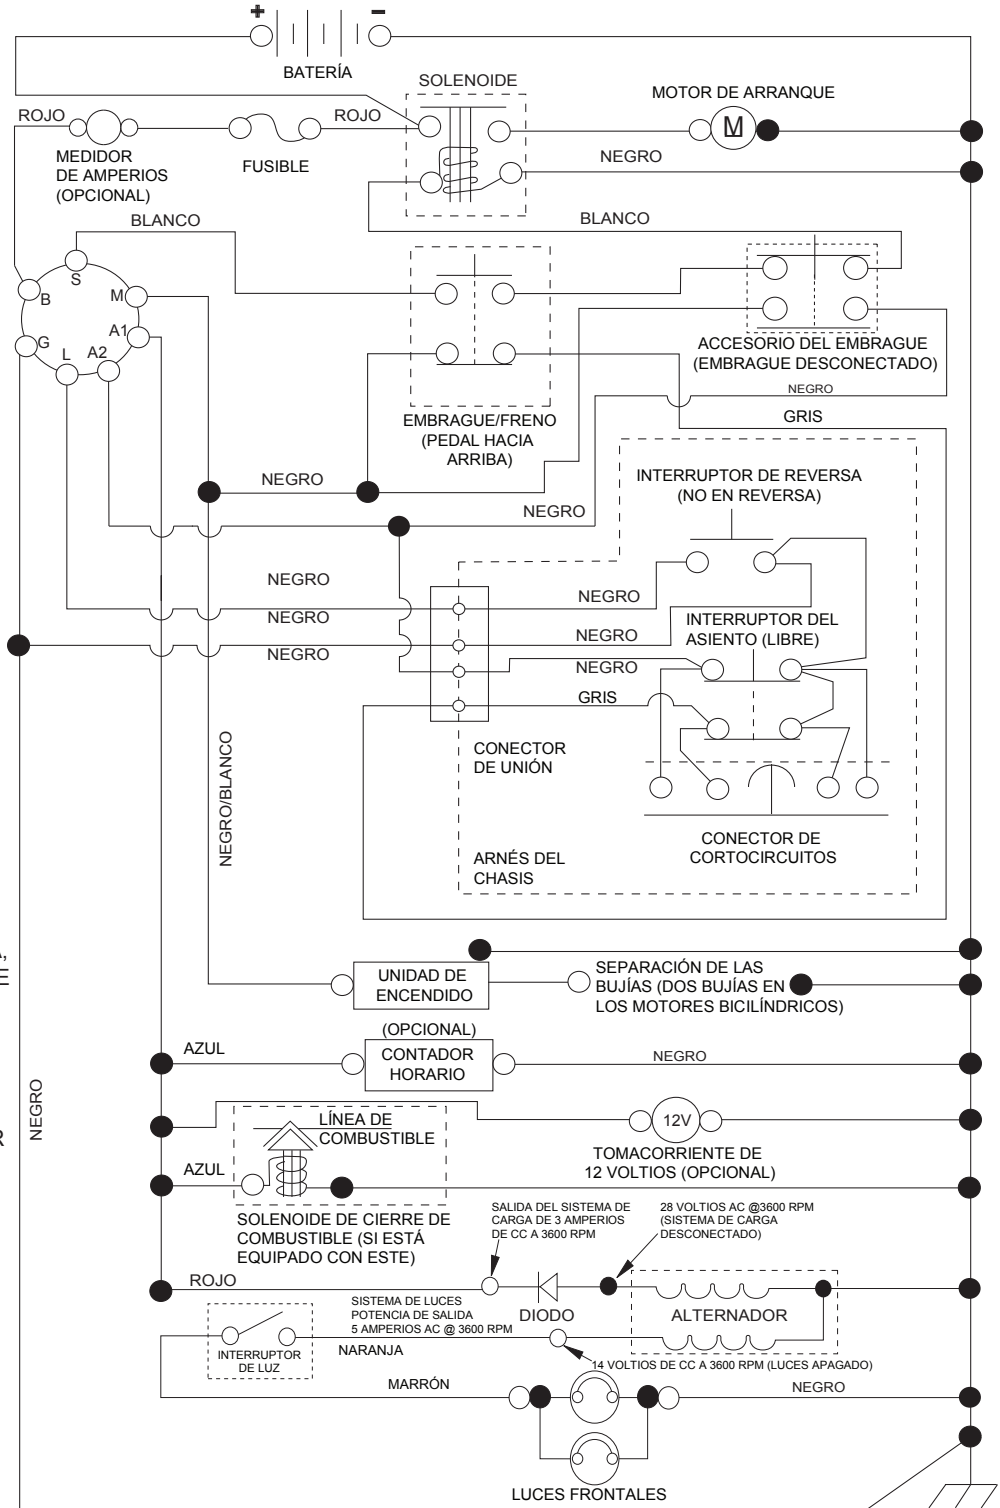 + -
BATERÍA
SOLENOIDE
MOTOR DE ARRANQUE
ROJO
ROJO
M
MEDIDOR
DE AMPERIOS
(OPCIONAL)
FUSIBLE
NEGRO
BLANCO
BLANCO
S
B
M
A1
G
L
A2
ACCESORIO DEL EMBRAGUE
(EMBRAGUE DESCONECTADO)
NEGRO
GRIS
EMBRAGUE/FRENO
(PEDAL HACIA
ARRIBA)
NEGRO
INTERRUPTOR DE REVERSA
(NO EN REVERSA)
NEGRO
NEGRO
NEGRO
NEGRO
INTERRUPTOR DEL
ASIENTO (LIBRE)
NEGRO
NEGRO
NEGRO
GRIS
CONECTOR
DE UNIÓN
NEGRO/BLANCO
CONECTOR DE
CORTOCIRCUITOS
ARNÉS DEL
CHASIS
UNIDAD DE
ENCENDIDO
SEPARACIÓN DE LAS
BUJÍAS (DOS BUJÍAS EN
LOS MOTORES BICILÍNDRICOS)
(OPCIONAL)
AZUL
CONTADOR
HORARIO
NEGRO
NEGRO
LÍNEA DE
COMBUSTIBLE
12V
TOMACORRIENTE DE
12 VOLTIOS (OPCIONAL)
AZUL
SOLENOIDE DE CIERRE DE
COMBUSTIBLE (SI ESTÁ
EQUIPADO CON ESTE)
SALIDA DEL SISTEMA DE
CARGA DE 3 AMPERIOS
DE CC A 3600 RPM
28 VOLTIOS AC @3600 RPM
(SISTEMA DE CARGA
DESCONECTADO)
ROJO
DIODO
ALTERNADOR
SISTEMA DE LUCES
POTENCIA DE SALIDA
5 AMPERIOS AC @ 3600 RPM
NARANJA
INTERRUPTOR
DE LUZ
14 VOLTIOS DE CC A 3600 RPM (LUCES APAGADO)
MARRÓN
NEGRO
LUCES FRONTALES